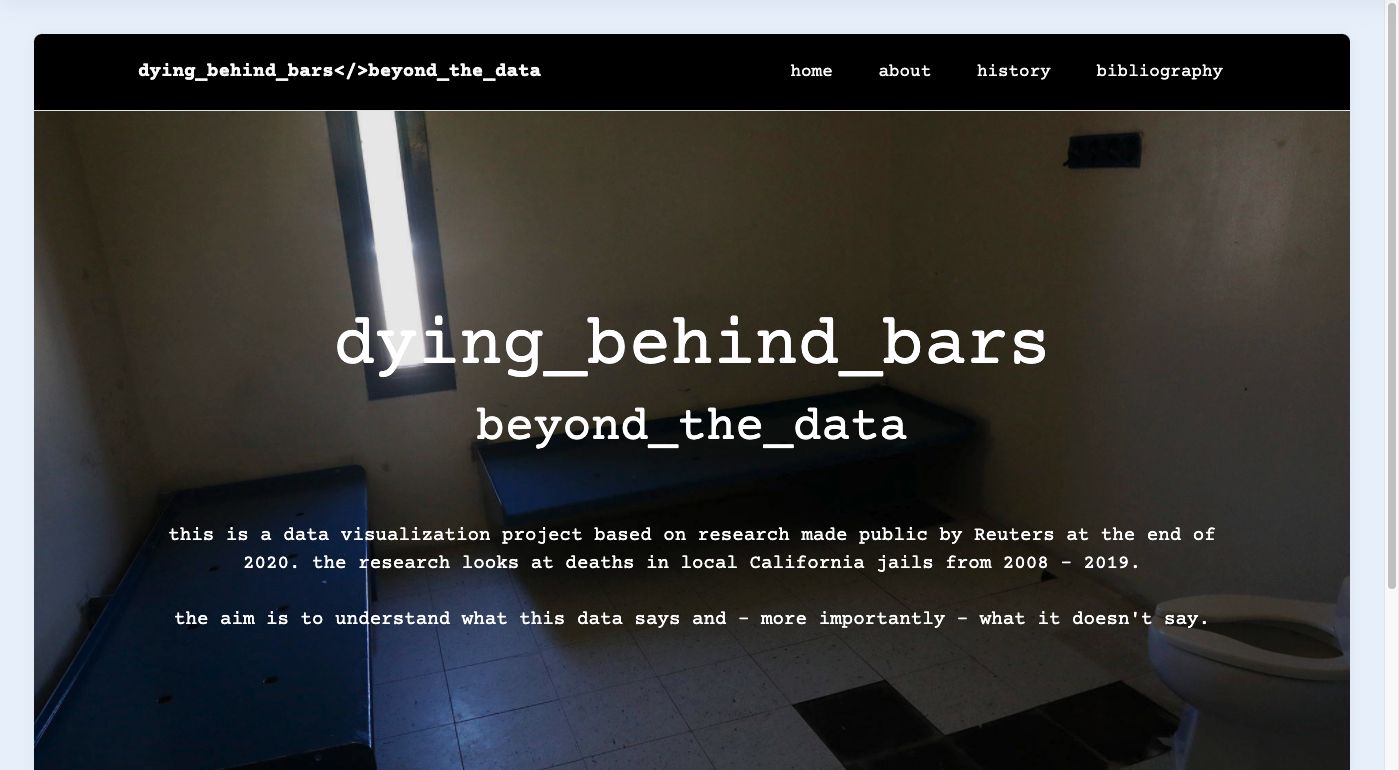 dying_behind_bars</>beyond_the_data
home about history bibliography
dying_behind_bars
beyond_the_data
this is a data visualization project based on research made public by Reuters at the end of
2020. the research looks at deaths in local California jails from 2008 - 2019.
the aim is to understand what this data says and - more importantly - what it doesn't say.